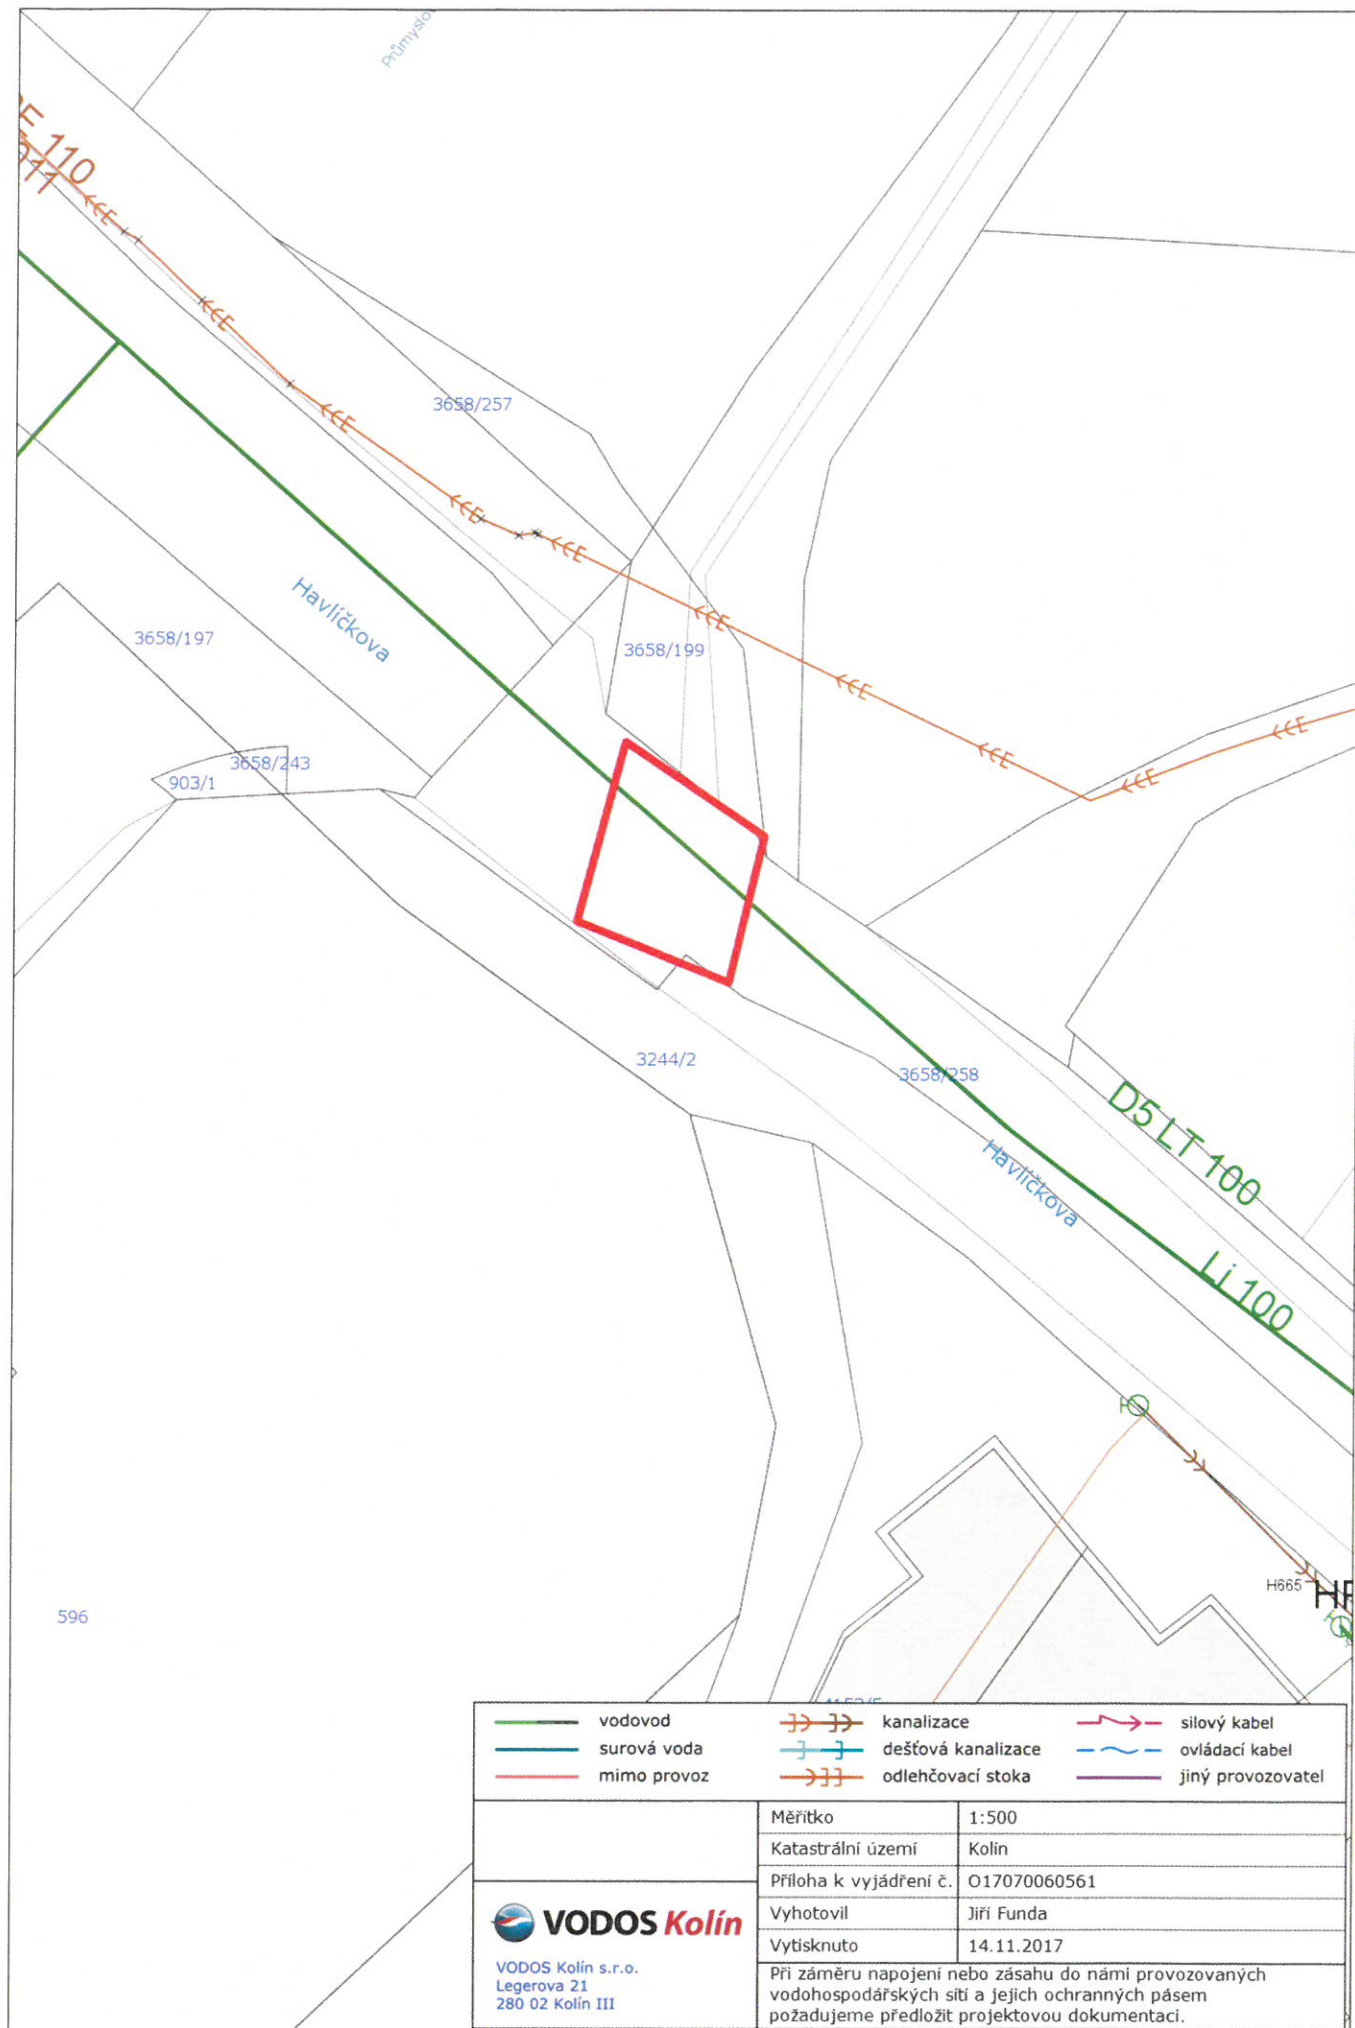 Průmyslo
PE 110
3658/257
Havlíčkova
3658/197
3658/199
3658/243
903/1
3244/2
3658/258
D5 LT 100
Havlíčkova
Li 100
H665
HR
596
vodovod
kanalizace
silový kabel
surová voda
dešťová kanalizace
ovládací kabel
mimo provoz
odlehčovací stoka
jiný provozovatel
Měřítko 1:500
Katastrální území Kolín
Příloha k vyjádření č. O17070060561
Vyhotovil Jiří Funda
Vytisknuto 14.11.2017
VODOS Kolín
VODOS Kolín s.r.o.
Legerova 21
280 02 Kolín III
Při záměru napojení nebo zásahu do námi provozovaných
vodohospodářských sítí a jejich ochranných pásem
požadujeme předložit projektovou dokumentaci.